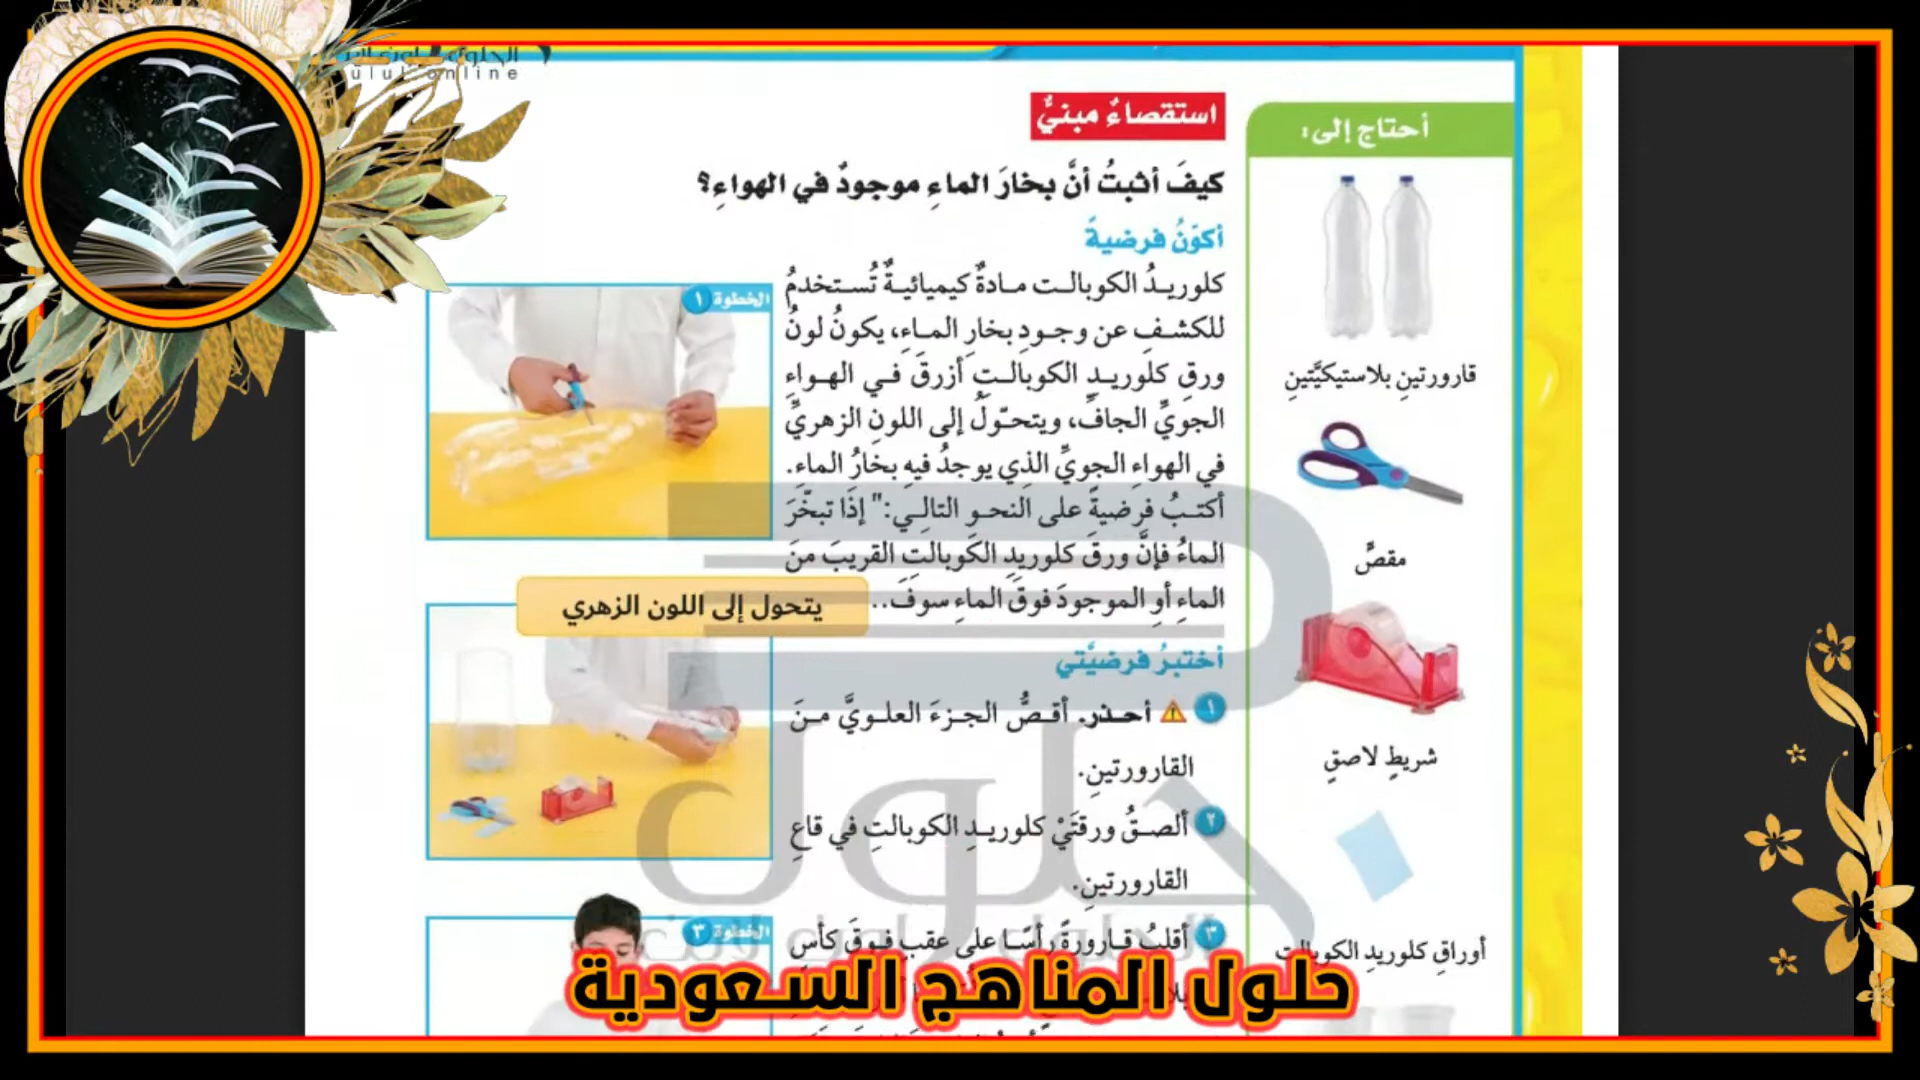 استقصاءٌ مبنيٌّ
كيفَ أثبتُ أنَّ بخارَ الماءِ موجودٌ في الهواءِ؟
أكوّنُ فرضيةً
كلوريدُ الكوبالت مادةٌ كيميائيةٌ تُستخدمُ
للكشفِ عن وجودِ بخارِ الماءِ، يكونُ لونُ
ورقِ كلوريدِ الكوبالتِ أزرقَ في الهواءِ
الجويِّ الجافِّ، ويتحوّلُ إلى اللونِ الزهريِّ
في الهواءِ الجويِّ الذي يوجدُ فيهِ بخارُ الماءِ.
أكتبُ فرضيةً على النحوِ التالي:" إذَا تبخّرَ
الماءُ فإنَّ ورقَ كلوريدِ الكوبالتِ القريبَ منَ
الماءِ أوِ الموجودَ فوقَ الماءِ سوفَ..
يتحول إلى اللون الزهري
أختبرُ فرضيَّتي
١ أحذر. أقصُّ الجزءَ العلويَّ منَ
القارورتينِ.
٢ ألصقُ ورقتَيْ كلوريدِ الكوبالتِ في قاعِ
القارورتينِ.
٣ أقلبُ قارورةً رأسًا على عقبٍ فوقَ كأسِ
الخطوة ١
الخطوة ٣
أحتاج إلى:
قارورتينِ بلاستيكيَّتينِ
مقصٍّ
شريطٍ لاصقٍ
أوراقِ كلوريدِ الكوبالت
حلول المناهج السعودية
حلول